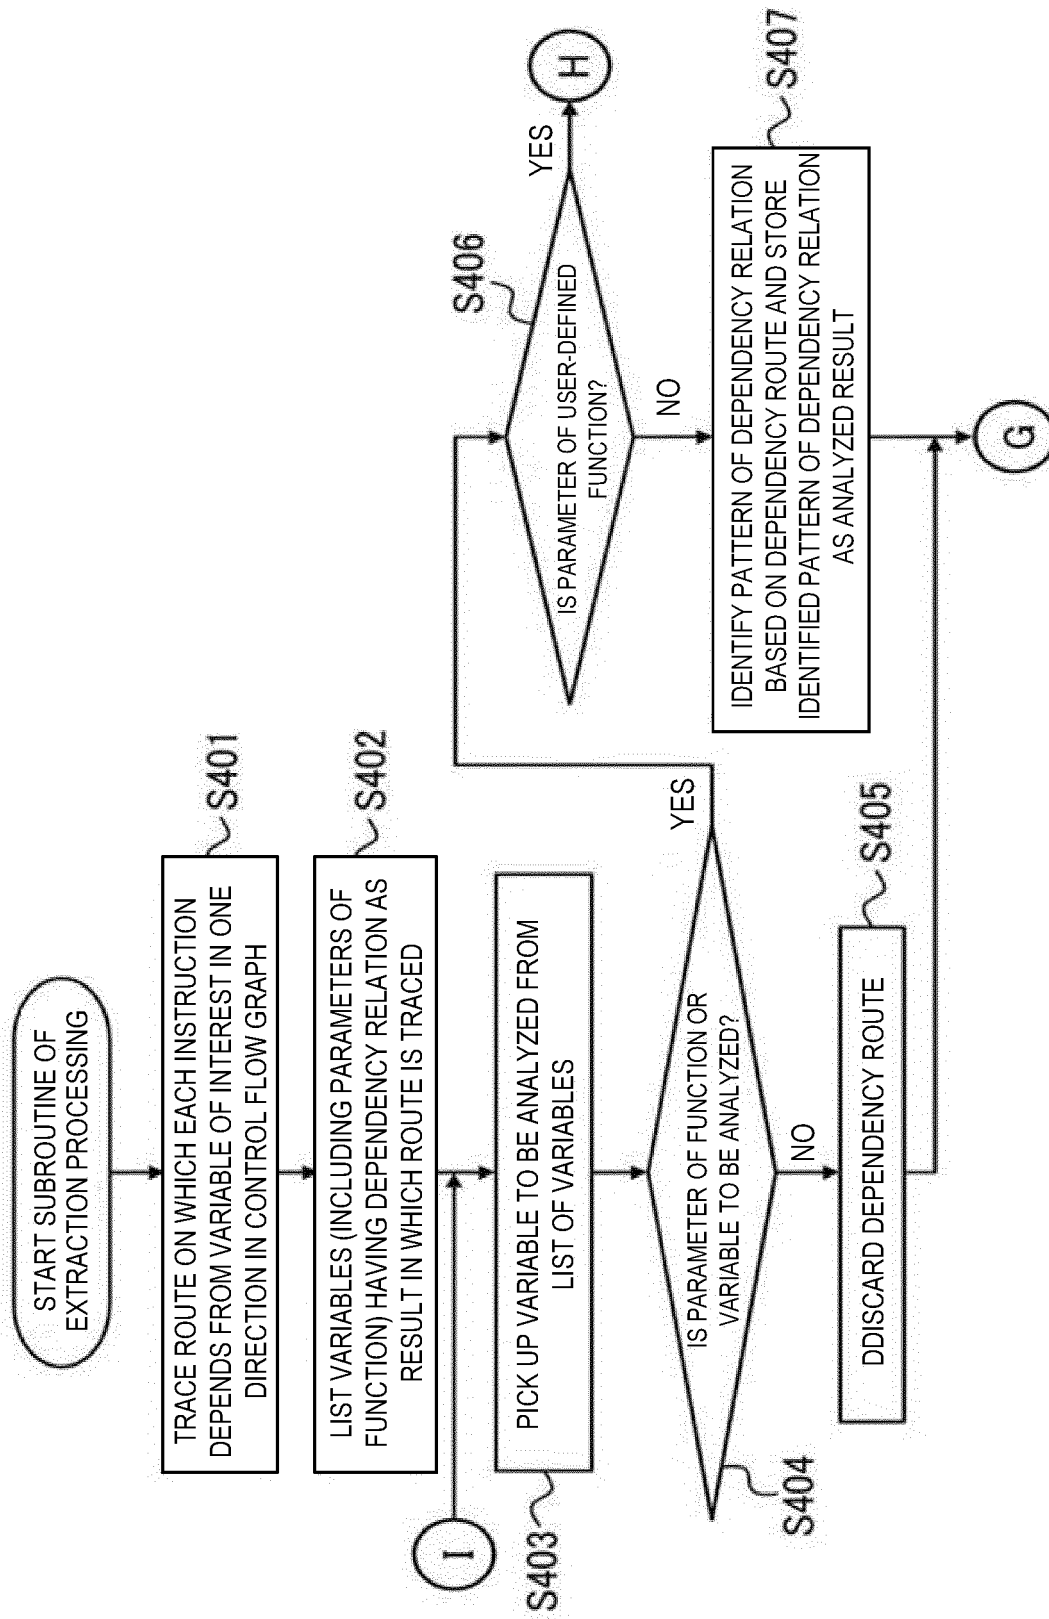 START SUBROUTINE OF
EXTRACTION PROCESSING
TRACE ROUTE ON WHICH EACH INSTRUCTION
DEPENDS FROM VARIABLE OF INTEREST IN ONE
DIRECTION IN CONTROL FLOW GRAPH
S401
LIST VARIABLES (INCLUDING PARAMETERS OF
FUNCTION) HAVING DEPENDENCY RELATION AS
RESULT IN WHICH ROUTE IS TRACED
S402
I
PICK UP VARIABLE TO BE ANALYZED FROM
LIST OF VARIABLES
S403
IS PARAMETER OF FUNCTION OR
VARIABLE TO BE ANALYZED?
S404
YES
NO
DDISCARD DEPENDENCY ROUTE
S405
IS PARAMETER OF USER-DEFINED
FUNCTION?
S406
YES
H
NO
IDENTIFY PATTERN OF DEPENDENCY RELATION
BASED ON DEPENDENCY ROUTE AND STORE
IDENTIFIED PATTERN OF DEPENDENCY RELATION
AS ANALYZED RESULT
S407
G